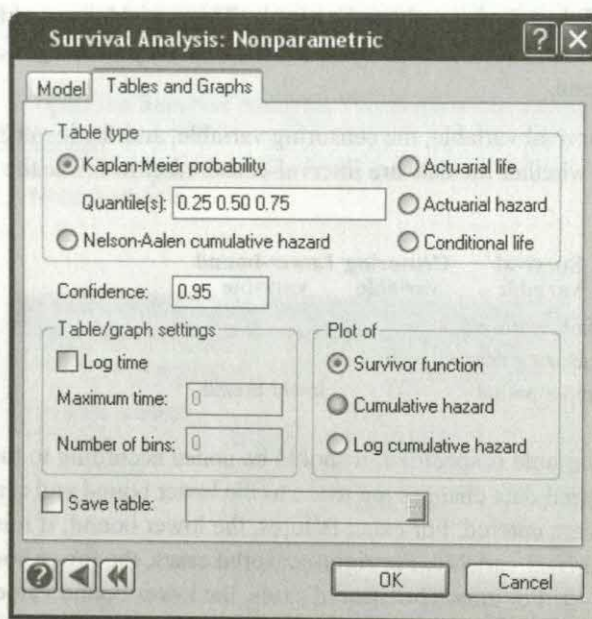 Survival Analysis: Nonparametric
Model Tables and Graphs
Table type
Kaplan-Meier probability
Actuarial life
Quantile(s): 0.25 0.50 0.75
Actuarial hazard
Nelson-Aalen cumulative hazard
Conditional life
Confidence: 0.95
Table/graph settings
Plot of
Log time
Survivor function
Maximum time: 0
Cumulative hazard
Number of bins: 0
Log cumulative hazard
Save table:
OK Cancel